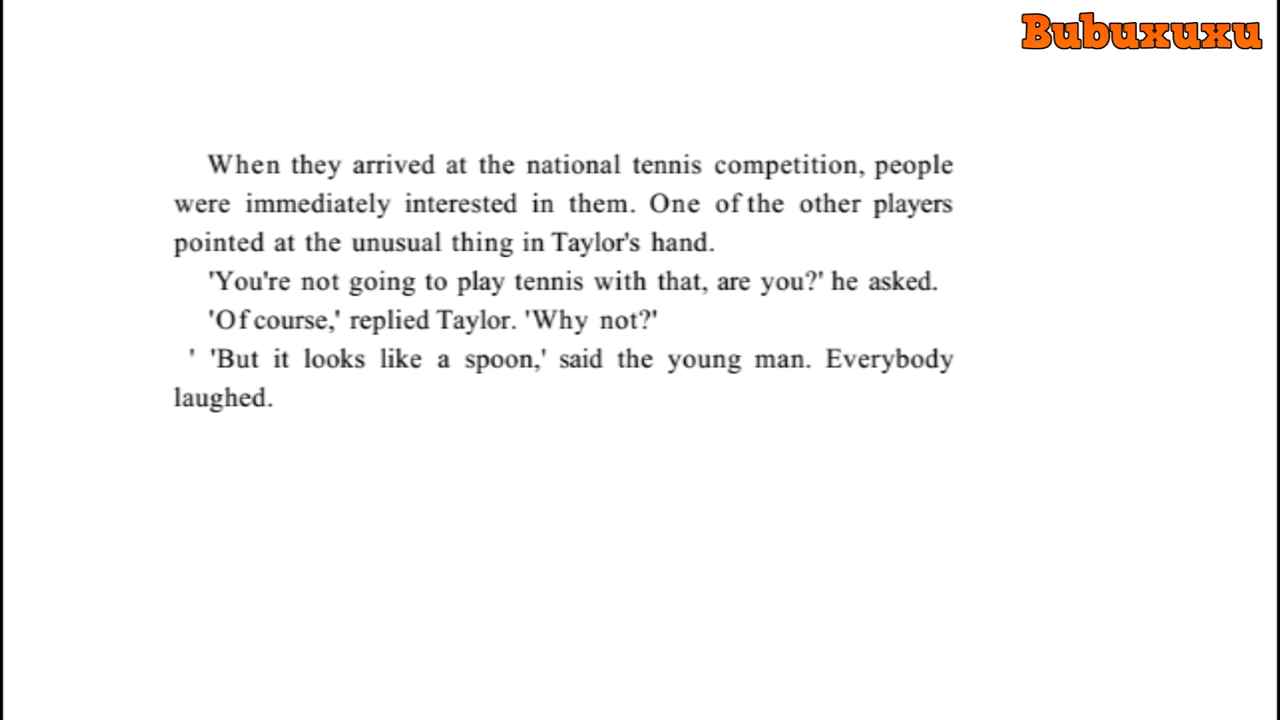 Bubuxuxu
When they arrived at the national tennis competition, people
were immediately interested in them. One of the other players
pointed at the unusual thing in Taylor's hand.
'You're not going to play tennis with that, are you?' he asked.
'Of course,' replied Taylor. 'Why not?'
' 'But it looks like a spoon,' said the young man. Everybody
laughed.